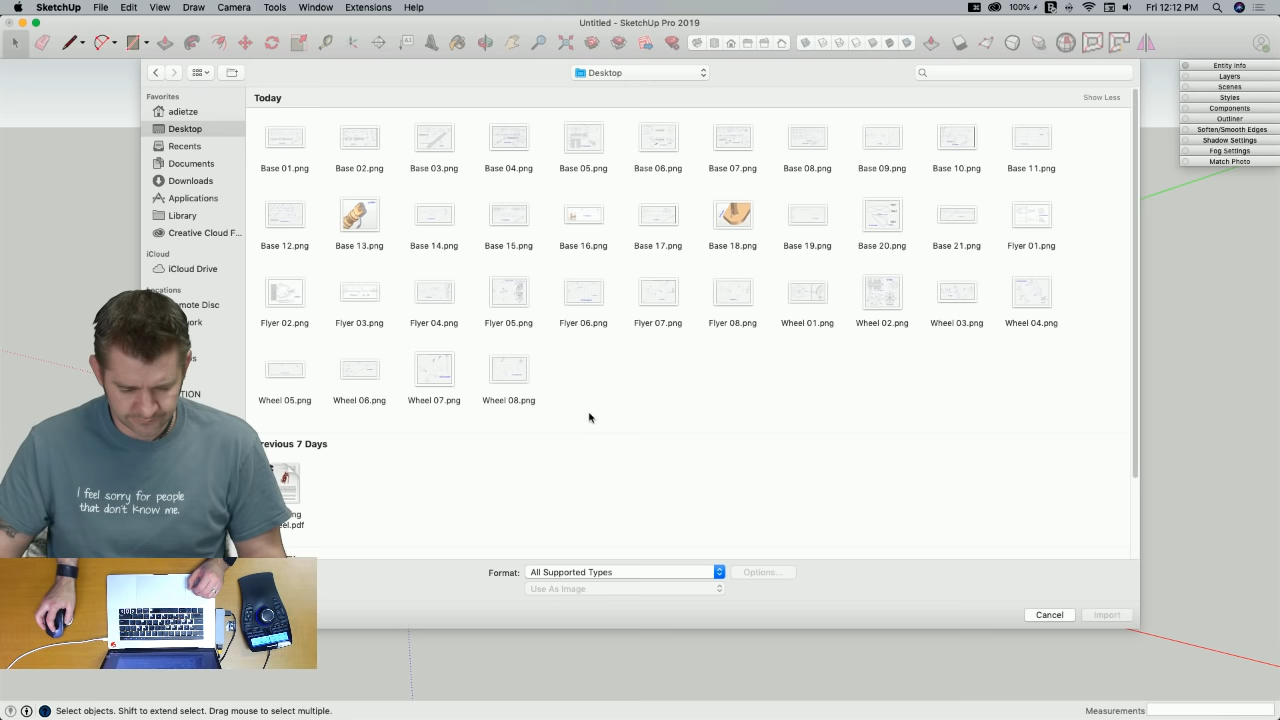 SketchUp File Edit View Draw Camera Tools Window Extensions Help
100% Fri 12:12 PM
Untitled - SketchUp Pro 2019
Desktop
Favorites
adietze
Desktop
Recents
Documents
Downloads
Applications
Library
Creative Cloud F...
iCloud
iCloud Drive
Locations
emote Disc
work
s
TION
Today
Show Less
Base 01.png Base 02.png Base 03.png Base 04.png Base 05.png Base 06.png Base 07.png Base 08.png Base 09.png Base 10.png Base 11.png
Base 12.png Base 13.png Base 14.png Base 15.png Base 16.png Base 17.png Base 18.png Base 19.png Base 20.png Base 21.png Flyer 01.png
Flyer 02.png Flyer 03.png Flyer 04.png Flyer 05.png Flyer 06.png Flyer 07.png Flyer 08.png Wheel 01.png Wheel 02.png Wheel 03.png Wheel 04.png
Wheel 05.png Wheel 06.png Wheel 07.png Wheel 08.png
revious 7 Days
ng
eel.pdf
Format: All Supported Types
Options...
Use As Image
Cancel
Import
Entity Info
Layers
Scenes
Styles
Components
Outliner
Soften/Smooth Edges
Shadow Settings
Fog Settings
Match Photo
I feel sorry for people
that don't know me.
Select objects. Shift to extend select. Drag mouse to select multiple.
Measurements